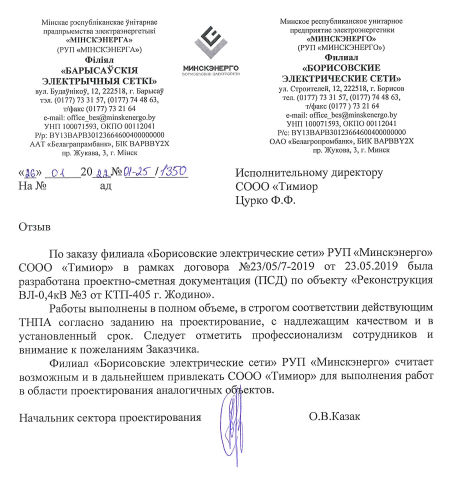 Мінскае рэспубліканскае ўнітарнае
прадпрыемства электраэнергетыкі
«МІНСКЭНЕРГА»
(РУП «МІНСКЭНЕРГА»)
Філіял
«БАРЫСАЎСКІЯ
ЭЛЕКТРЫЧНЫЯ СЕТКІ»
вул. Будаўнікоў, 12, 222518, г. Барысаў
тэл. (0177) 73 31 57, (0177) 74 48 63,
т/факс (0177) 73 21 64
e-mail: office_bes@minskenergo.by
УНП 100071593, ОКПО 00112041
Р/р: BY13BAPB30123664600400000000
ААТ «Белаграпрамбанк», БІК BAPBBY2X
пр. Жукава, 3, г. Мінск
МИНСКЭНЕРГО
БОРИСОВСКИЕ ЭЛЕКТРОСЕТИ
Минское республиканское унитарное
предприятие электроэнергетики
«МИНСКЭНЕРГО»
(РУП «МИНСКЭНЕРГО»)
Филиал
«БОРИСОВСКИЕ
ЭЛЕКТРИЧЕСКИЕ СЕТИ»
ул. Строителей, 12, 222518, г. Борисов
тел. (0177) 73 31 57, (0177) 74 48 63,
т/факс (0177) 73 21 64
e-mail: office_bes@minskenergo.by
УНП 100071593, ОКПО 00112041
Р/с: BY13BAPB30123664600400000000
ОАО «Белагропромбанк», БИК BAPBBY2X
пр. Жукова, 3, г. Минск
«26» 01 20 22 № 01-25 /1350
На № ад
Исполнительному директору
СООО «Тимиор
Цурко Ф.Ф.
Отзыв
По заказу филиала «Борисовские электрические сети» РУП «Минскэнерго»
СООО «Тимиор» в рамках договора №23/05/7-2019 от 23.05.2019 была
разработана проектно-сметная документация (ПСД) по объекту «Реконструкция
ВЛ-0,4кВ №3 от КТП-405 г. Жодино».
Работы выполнены в полном объеме, в строгом соответствии действующим
ТНПА согласно заданию на проектирование, с надлежащим качеством и в
установленный срок. Следует отметить профессионализм сотрудников и
внимание к пожеланиям Заказчика.
Филиал «Борисовские электрические сети» РУП «Минскэнерго» считает
возможным и в дальнейшем привлекать СООО «Тимиор» для выполнения работ
в области проектирования аналогичных объектов.
Начальник сектора проектирования О.В.Казак